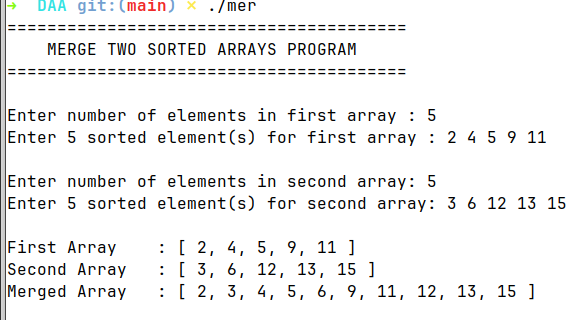 → DAA git:(main) ✗ ./mer
========================================
    MERGE TWO SORTED ARRAYS PROGRAM
========================================
Enter number of elements in first array : 5
Enter 5 sorted element(s) for first array : 2 4 5 9 11
Enter number of elements in second array: 5
Enter 5 sorted element(s) for second array: 3 6 12 13 15
First Array    : [ 2, 4, 5, 9, 11 ]
Second Array   : [ 3, 6, 12, 13, 15 ]
Merged Array   : [ 2, 3, 4, 5, 6, 9, 11, 12, 13, 15 ]